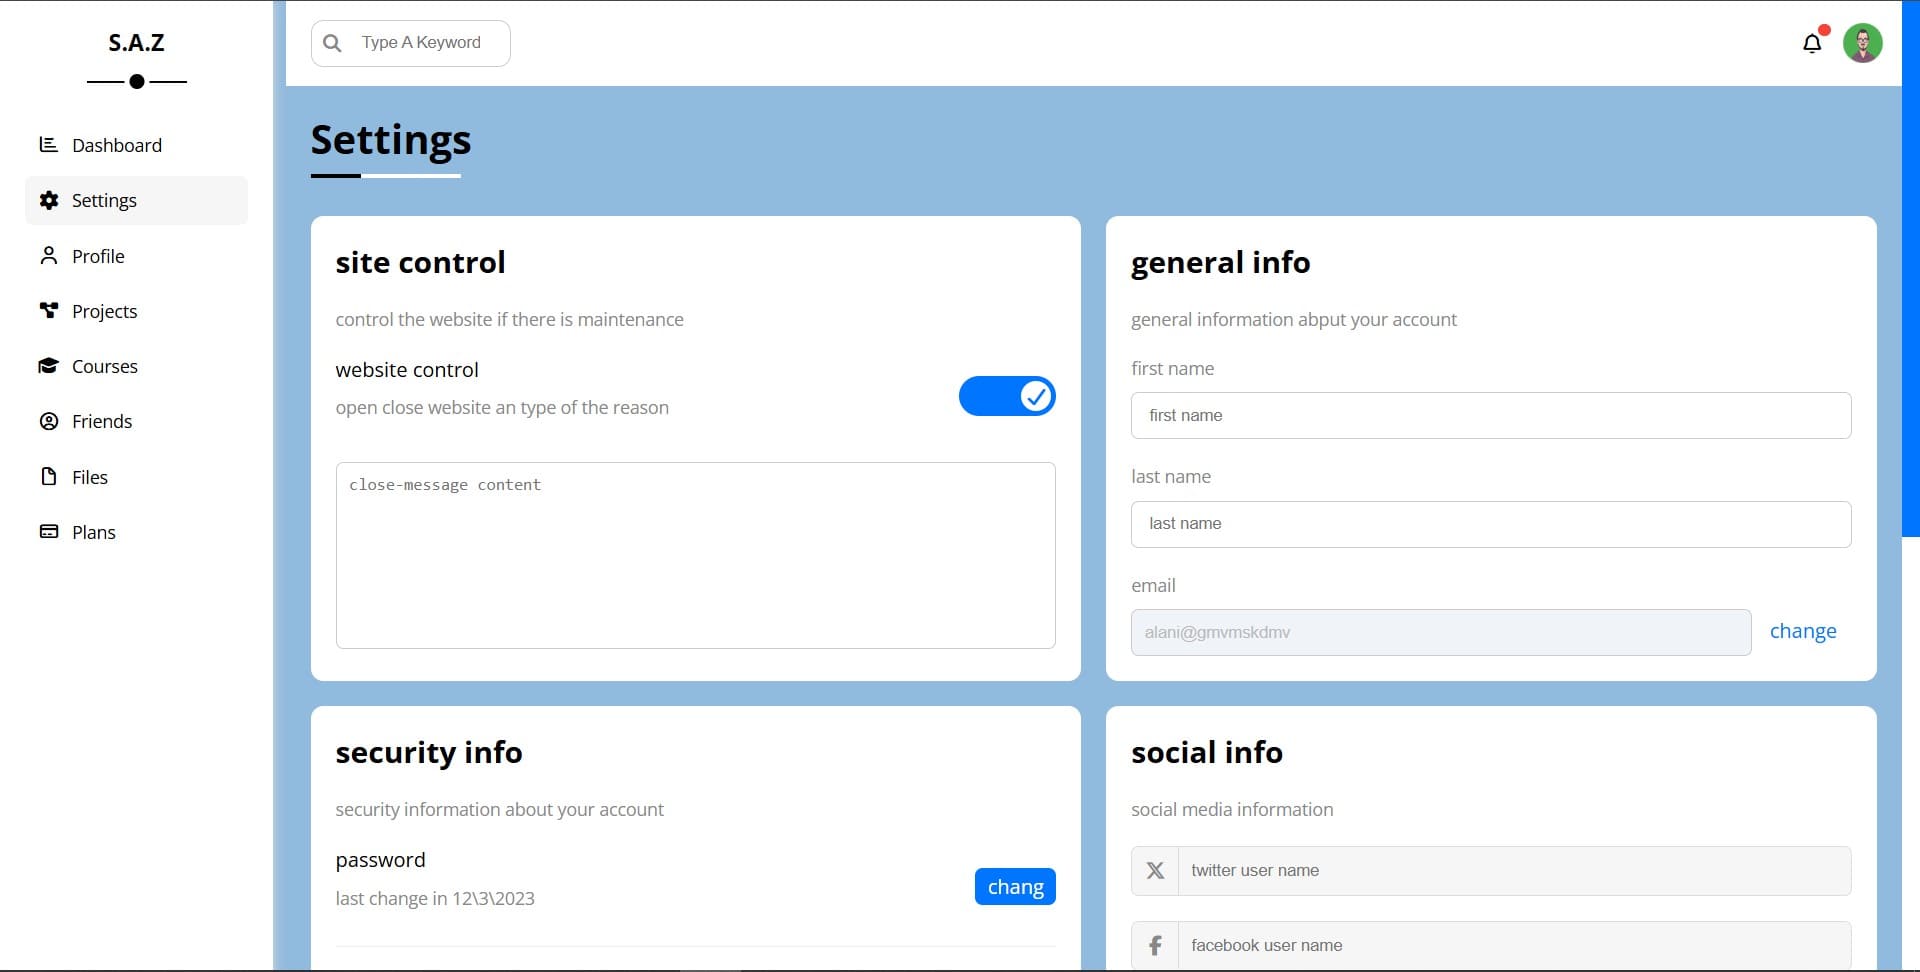 S.A.Z
Dashboard
Settings
Profile
Projects
Courses
Friends
Files
Plans
Type A Keyword
Settings
site control
control the website if there is maintenance
website control
open close website an type of the reason
close-message content
general info
general information abput your account
first name
first name
last name
last name
email
alani@gmvmskdmv
change
security info
security information about your account
password
last change in 12\3\2023
chang
social info
social media information
twitter user name
facebook user name